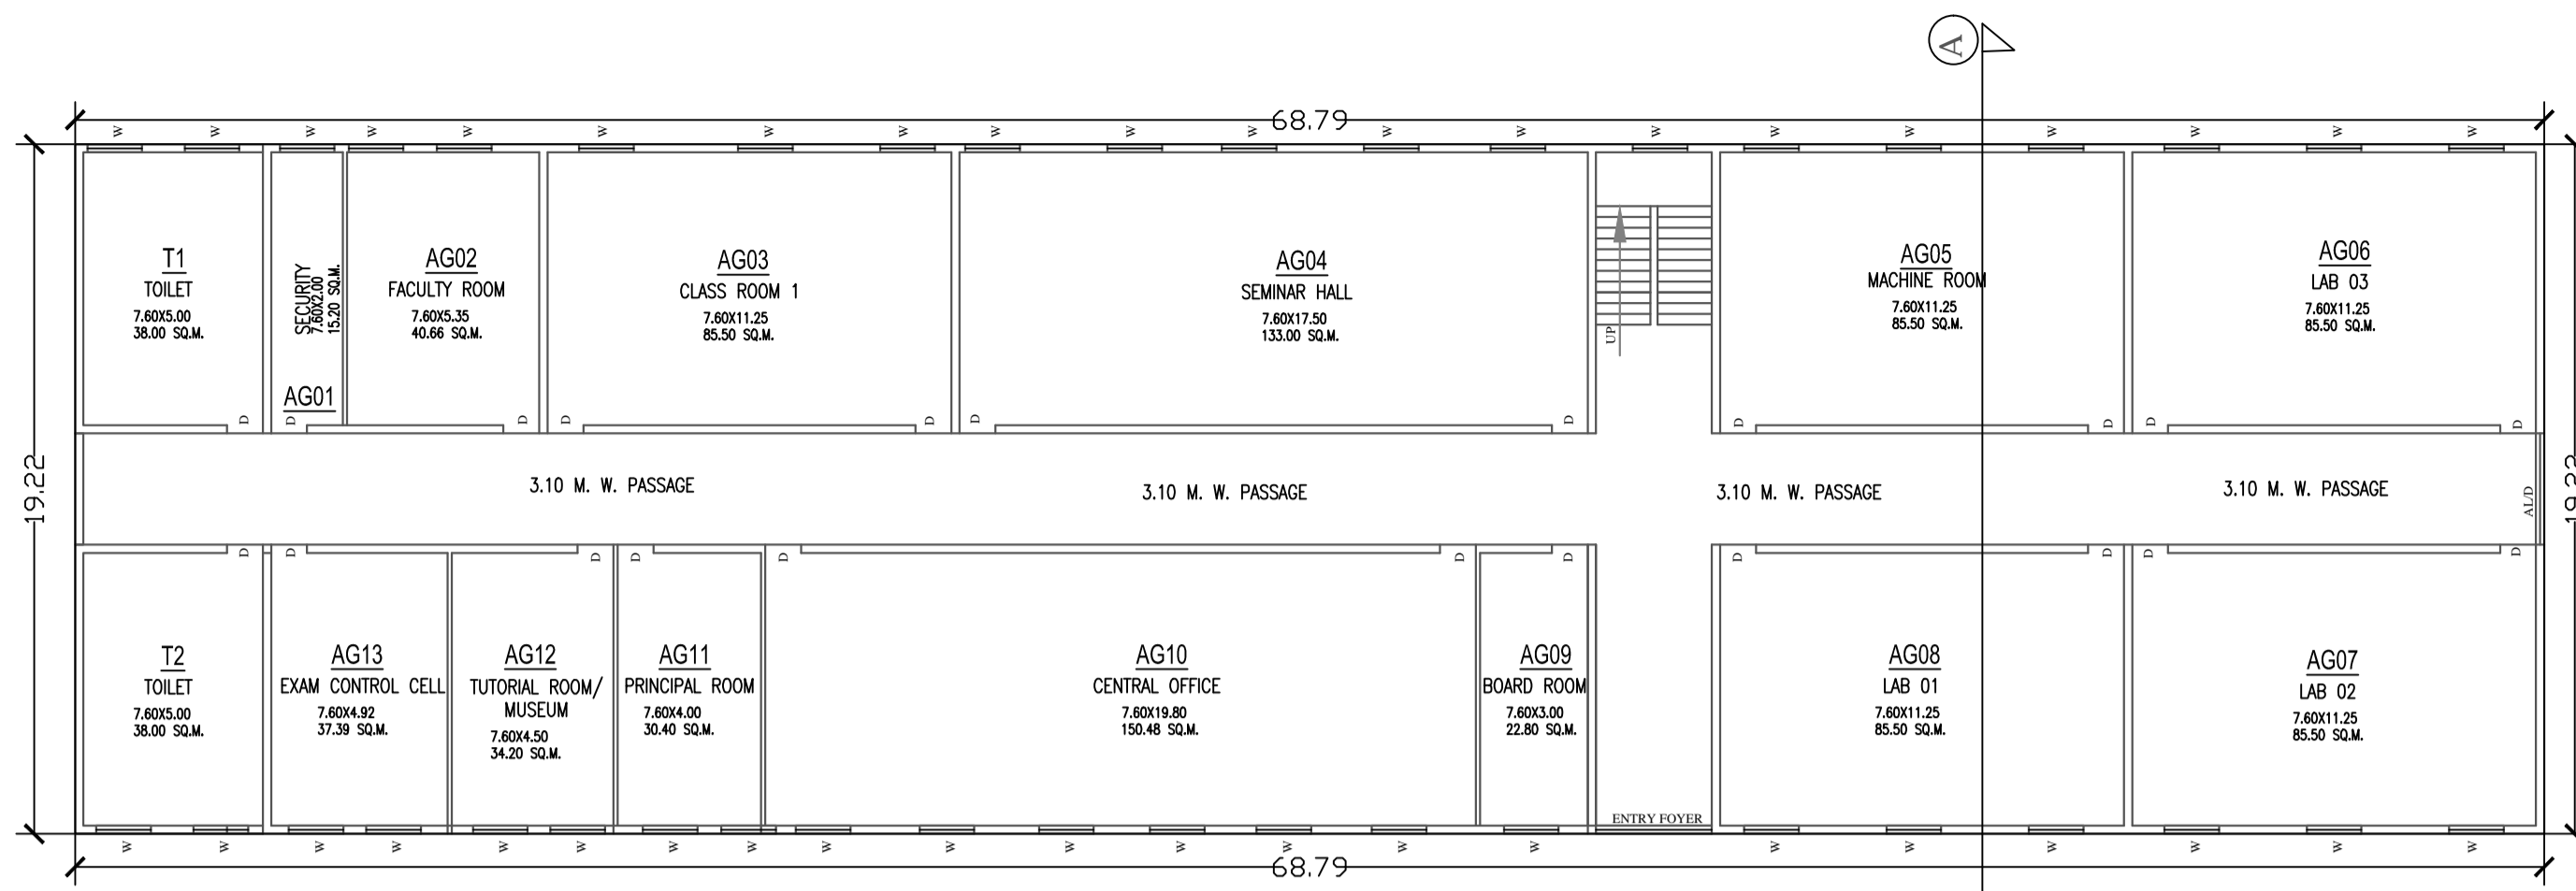 A
68.79
W W W W W W W W W W W W W W W W W W W W
19.22
T1
TOILET
7.60X5.00
38.00 SQ.M.
SECURITY
7.60X2.00
15.20 SQ.M.
AG01
AG02
FACULTY ROOM
7.60X5.35
40.66 SQ.M.
AG03
CLASS ROOM 1
7.60X11.25
85.50 SQ.M.
AG04
SEMINAR HALL
7.60X17.50
133.00 SQ.M.
UP
AG05
MACHINE ROOM
7.60X11.25
85.50 SQ.M.
AG06
LAB 03
7.60X11.25
85.50 SQ.M.
D D D D D D D D D D D
3.10 M. W. PASSAGE
3.10 M. W. PASSAGE
3.10 M. W. PASSAGE
3.10 M. W. PASSAGE
AL/D
19.22
D D D D D D D D D D D
T2
TOILET
7.60X5.00
38.00 SQ.M.
AG13
EXAM CONTROL CELL
7.60X4.92
37.39 SQ.M.
AG12
TUTORIAL ROOM/
MUSEUM
7.60X4.50
34.20 SQ.M.
AG11
PRINCIPAL ROOM
7.60X4.00
30.40 SQ.M.
AG10
CENTRAL OFFICE
7.60X19.80
150.48 SQ.M.
AG09
BOARD ROOM
7.60X3.00
22.80 SQ.M.
AG08
LAB 01
7.60X11.25
85.50 SQ.M.
AG07
LAB 02
7.60X11.25
85.50 SQ.M.
ENTRY FOYER
W W W W W W W W W W W W W W W W W W W W W
68.79